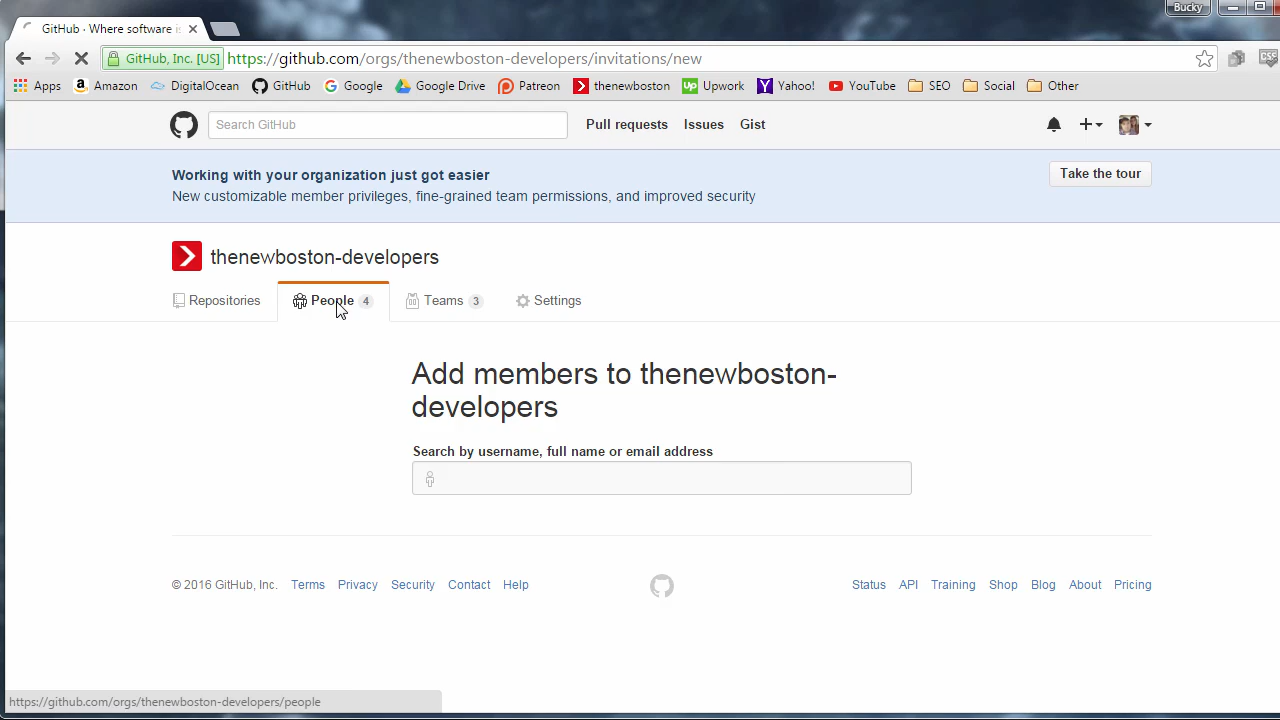 Bucky
GitHub · Where software is
GitHub, Inc. [US] https://github.com/orgs/thenewboston-developers/invitations/new
Apps Amazon DigitalOcean GitHub Google Google Drive Patreon thenewboston Upwork Yahoo! YouTube SEO Social Other
Search GitHub Pull requests Issues Gist
Working with your organization just got easier
New customizable member privileges, fine-grained team permissions, and improved security
Take the tour
thenewboston-developers
Repositories People 4 Teams 3 Settings
Add members to thenewboston-
developers
Search by username, full name or email address
© 2016 GitHub, Inc. Terms Privacy Security Contact Help Status API Training Shop Blog About Pricing
https://github.com/orgs/thenewboston-developers/people